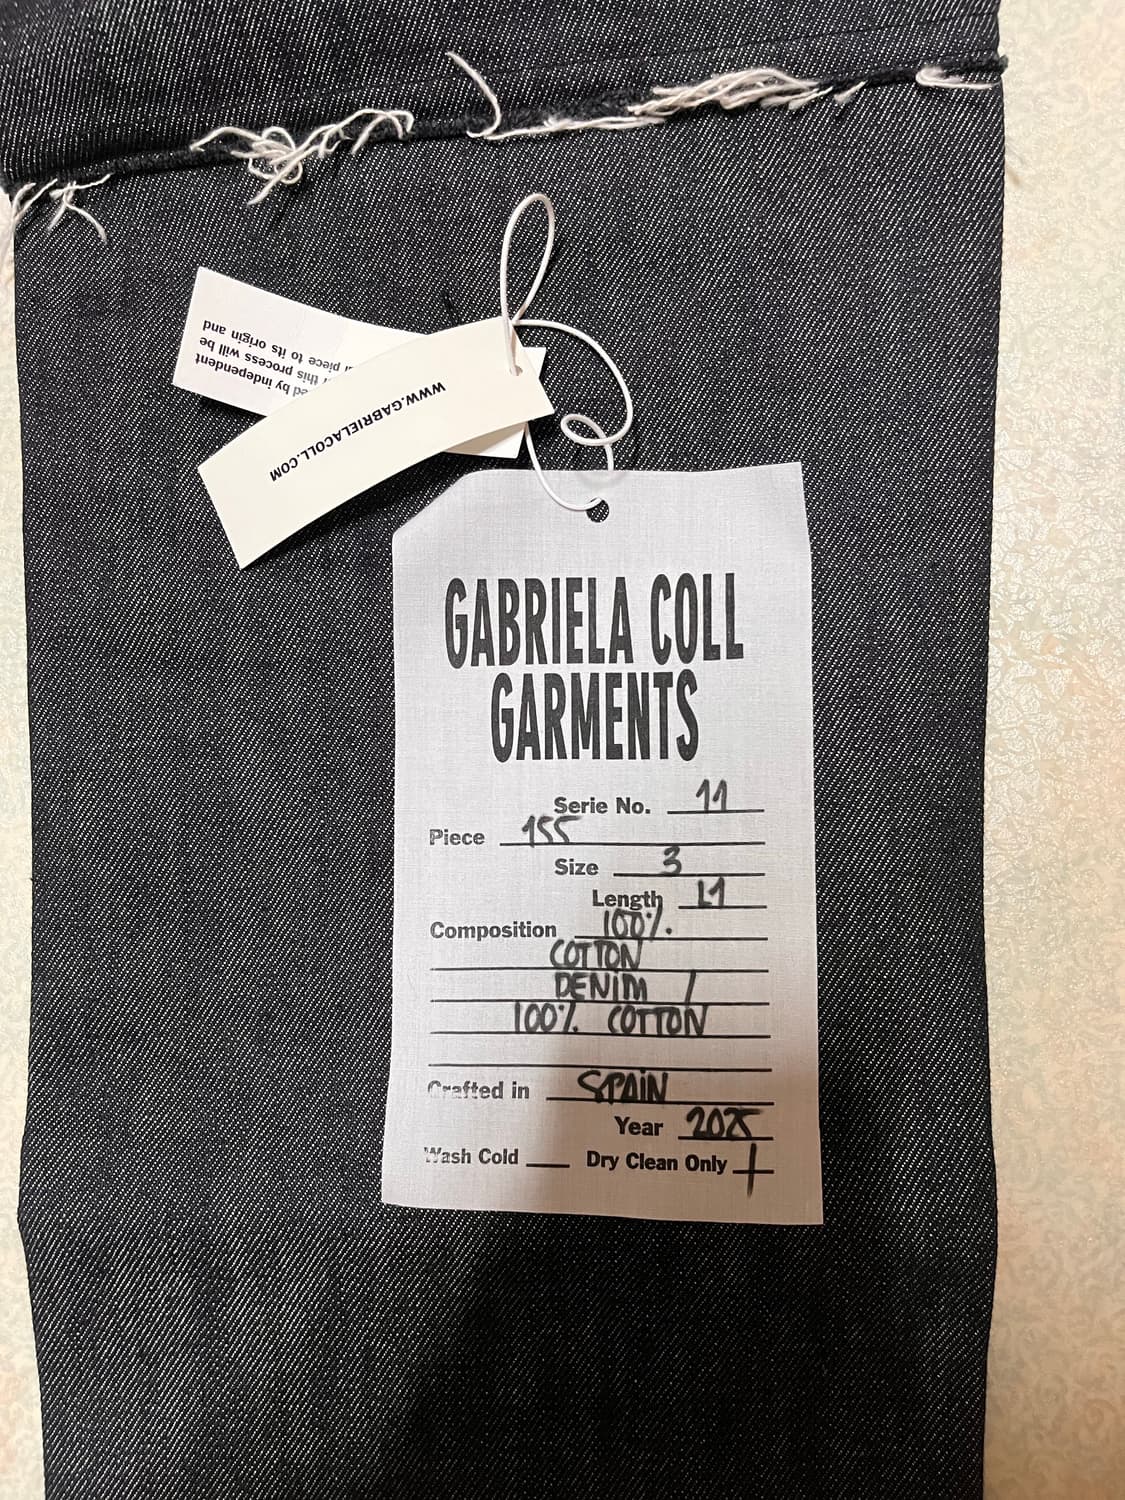 ed by independent
this process will be
piece to its origin and
WWW.GABRIELACOLL.COM
GABRIELA COLL
GARMENTS
Serie No. 11
Piece 155
Size 3
Length L1
Composition 100%
COTTON
DENIM /
100% COTTON
Crafted in SPAIN
Year 2025
Wash Cold
Dry Clean Only